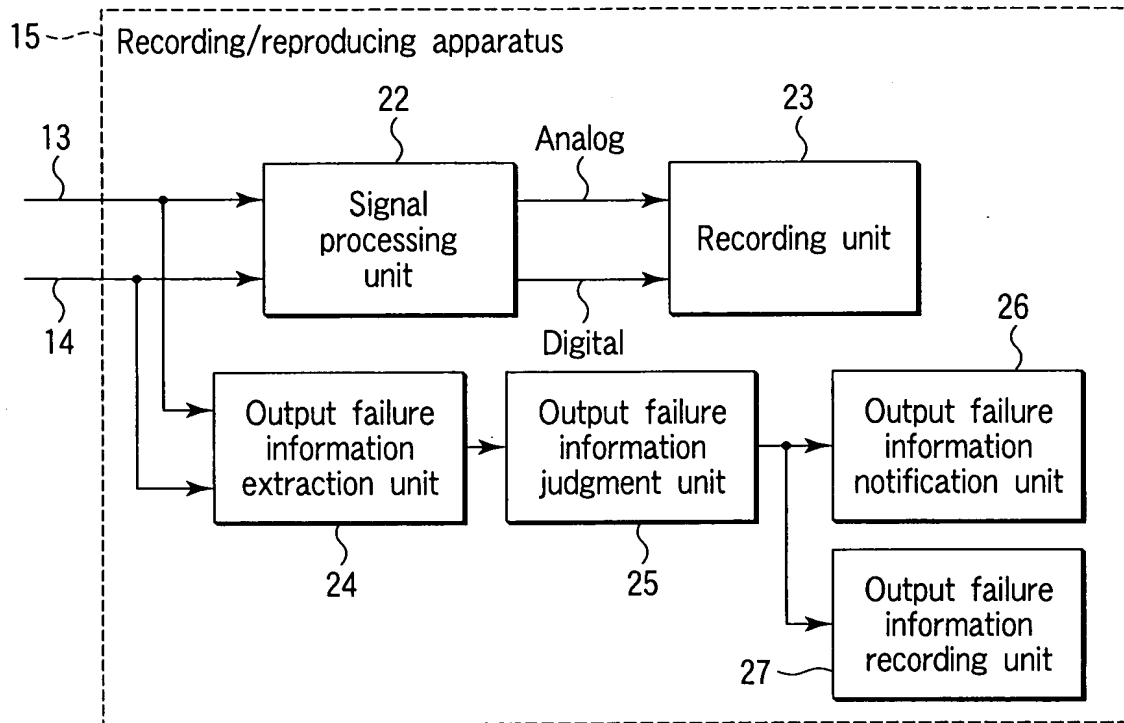 15
Recording/reproducing apparatus
22
23
13
Analog
Signal
processing
unit
Recording unit
14
Digital
26
Output failure
information
extraction unit
Output failure
information
judgment unit
Output failure
information
notification unit
24
25
Output failure
information
recording unit
27